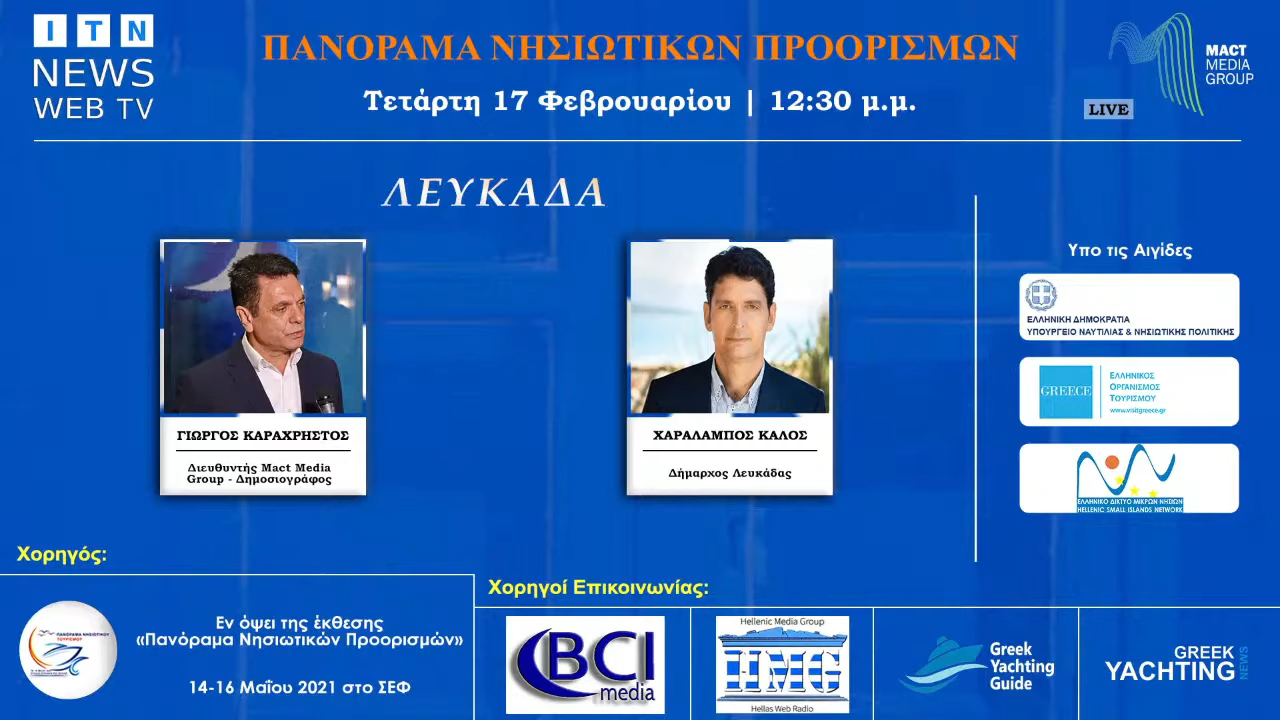 ITN
NEWS
WEB TV
ΠΑΝΟΡΑΜΑ ΝΗΣΙΩΤΙΚΩΝ ΠΡΟΟΡΙΣΜΩΝ
Τετάρτη 17 Φεβρουαρίου | 12:30 μ.μ.
MACT
MEDIA
GROUP
LIVE
ΛΕΥΚΑΔΑ
ΓΙΩΡΓΟΣ ΚΑΡΑΧΡΗΣΤΟΣ
Διευθυντής Mact Media
Group - Δημοσιογράφος
ΧΑΡΑΛΑΜΠΟΣ ΚΑΛΟΣ
Δήμαρχος Λευκάδας
Υπο τις Αιγίδες
ΕΛΛΗΝΙΚΗ ΔΗΜΟΚΡΑΤΙΑ
ΥΠΟΥΡΓΕΙΟ ΝΑΥΤΙΛΙΑΣ & ΝΗΣΙΩΤΙΚΗΣ ΠΟΛΙΤΙΚΗΣ
GREECE
ΕΛΛΗΝΙΚΟΣ
ΟΡΓΑΝΙΣΜΟΣ
ΤΟΥΡΙΣΜΟΥ
www.visitgreece.gr
ΕΛΛΗΝΙΚΟ ΔΙΚΤΥΟ ΜΙΚΡΩΝ ΝΗΣΙΩΝ
HELLENIC SMALL ISLANDS NETWORK
Χορηγός:
ΠΑΝΟΡΑΜΑ ΝΗΣΙΩΤΙΚΟΥ
ΤΟΥΡΙΣΜΟΥ
Εν όψει της έκθεσης
«Πανόραμα Νησιωτικών Προορισμών»
14-16 Μαΐου 2021 στο ΣΕΦ
Χορηγοί Επικοινωνίας:
BCI
media
Hellenic Media Group
HMG
Hellas Web Radio
Greek
Yachting
Guide
GREEK
YACHTING
NEWS